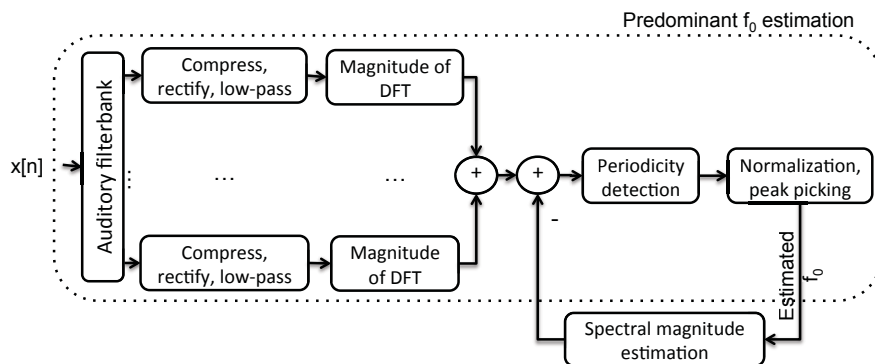 Predominant f₀ estimation
x[n]
Auditory filterbank
Compress,
rectify, low-pass
Magnitude of
DFT
...
...
...
+
+
-
Periodicity
detection
Normalization,
peak picking
Compress,
rectify, low-pass
Magnitude
of DFT
Estimated
f₀
Spectral magnitude
estimation